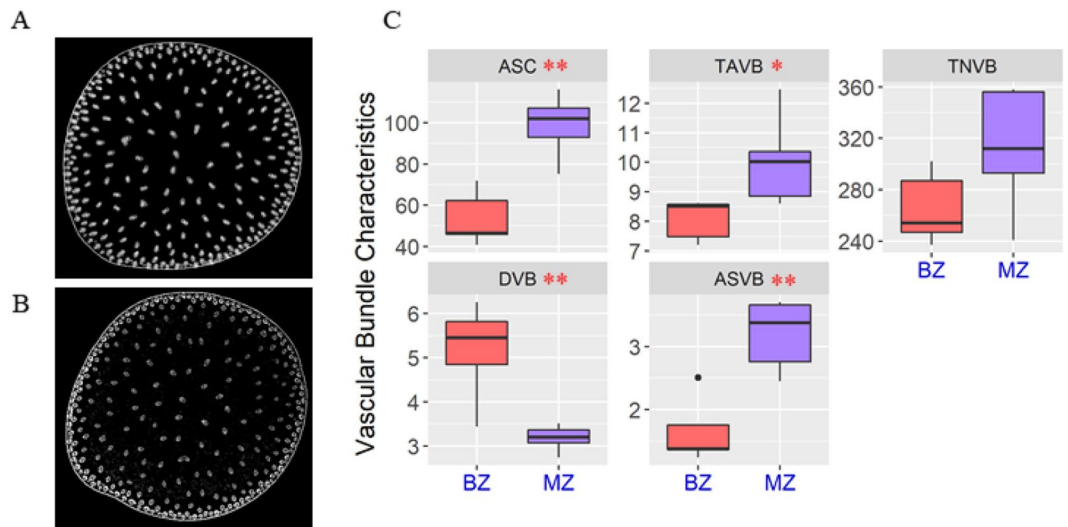 A
B
C
Vascular Bundle Characteristics
ASC **
100
80
60
40
TAVB *
12
11
10
9
8
7
TNVB
360
320
280
240
BZ MZ
DVB **
6
5
4
3
BZ MZ
ASVB **
3
2
BZ MZ